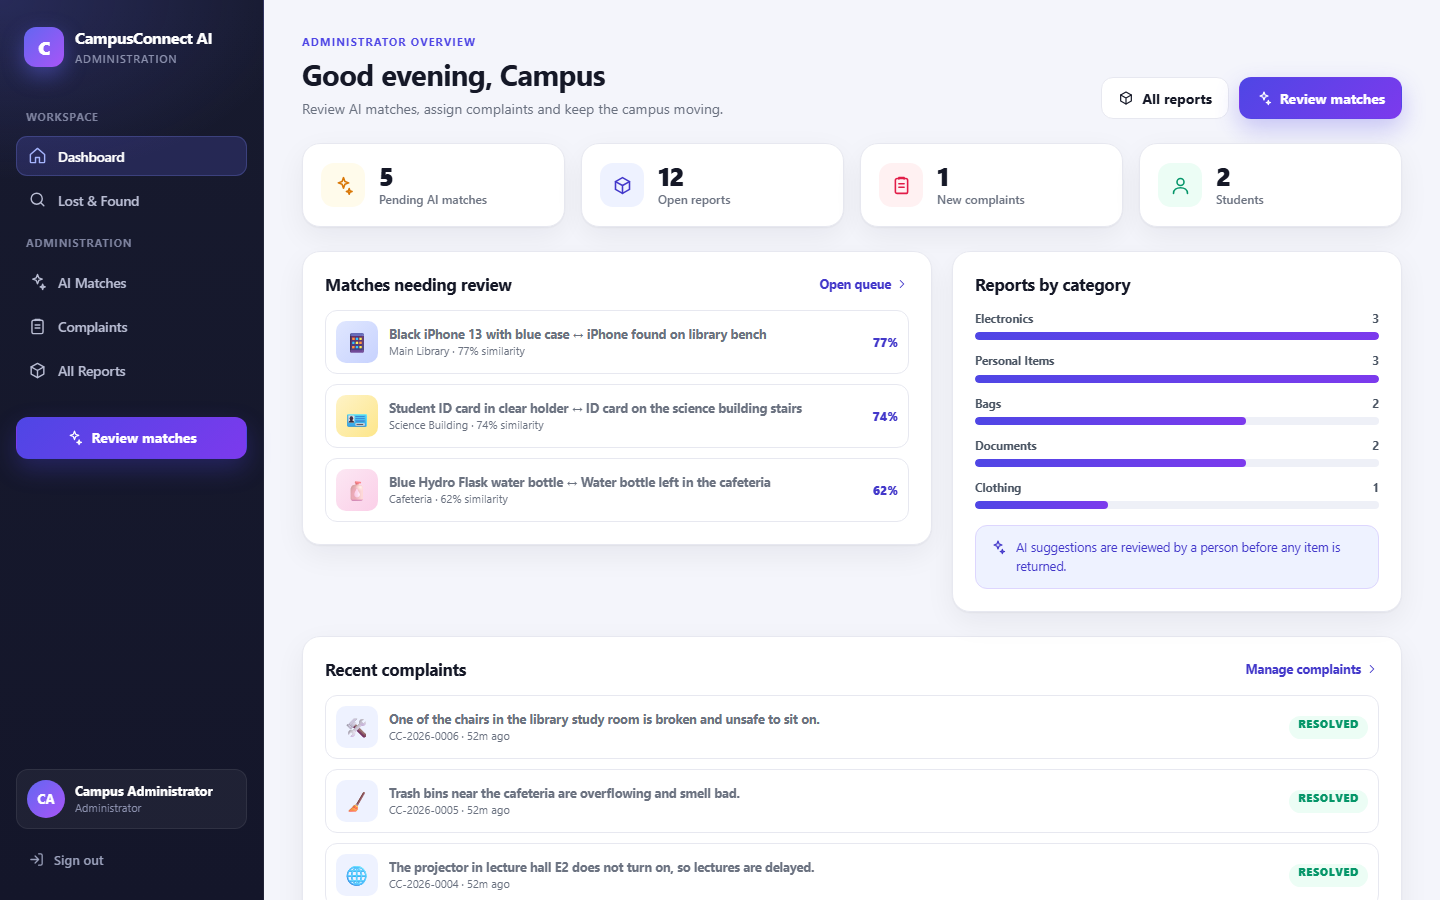 C
CampusConnect AI
ADMINISTRATION
WORKSPACE
Dashboard
Lost & Found
ADMINISTRATION
AI Matches
Complaints
All Reports
Review matches
CA
Campus Administrator
Administrator
Sign out
ADMINISTRATOR OVERVIEW
Good evening, Campus
Review AI matches, assign complaints and keep the campus moving.
All reports
Review matches
5
Pending AI matches
12
Open reports
1
New complaints
2
Students
Matches needing review
Open queue
Black iPhone 13 with blue case ↔ iPhone found on library bench
Main Library · 77% similarity
77%
Student ID card in clear holder ↔ ID card on the science building stairs
Science Building · 74% similarity
74%
Blue Hydro Flask water bottle ↔ Water bottle left in the cafeteria
Cafeteria · 62% similarity
62%
Reports by category
Electronics 3
Personal Items 3
Bags 2
Documents 2
Clothing 1
AI suggestions are reviewed by a person before any item is
returned.
Recent complaints
Manage complaints
One of the chairs in the library study room is broken and unsafe to sit on.
CC-2026-0006 · 52m ago
RESOLVED
Trash bins near the cafeteria are overflowing and smell bad.
CC-2026-0005 · 52m ago
RESOLVED
The projector in lecture hall E2 does not turn on, so lectures are delayed.
CC-2026-0004 · 52m ago
RESOLVED